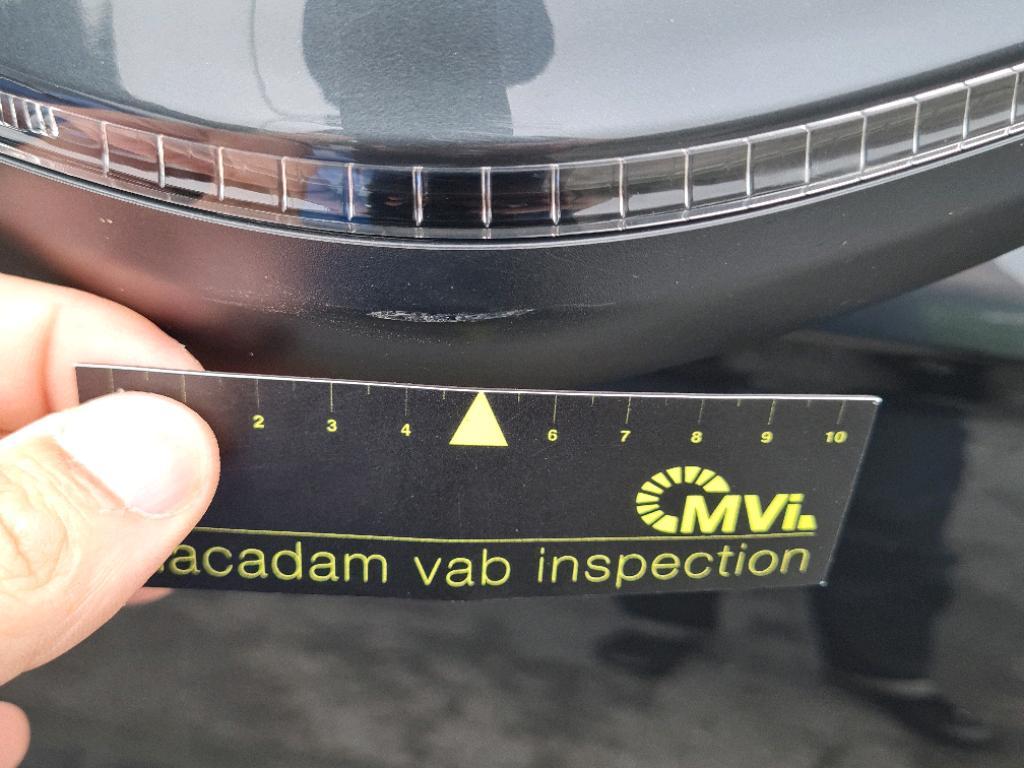 2 3 4 6 7 8 9 10
MVi
acadam vab inspection